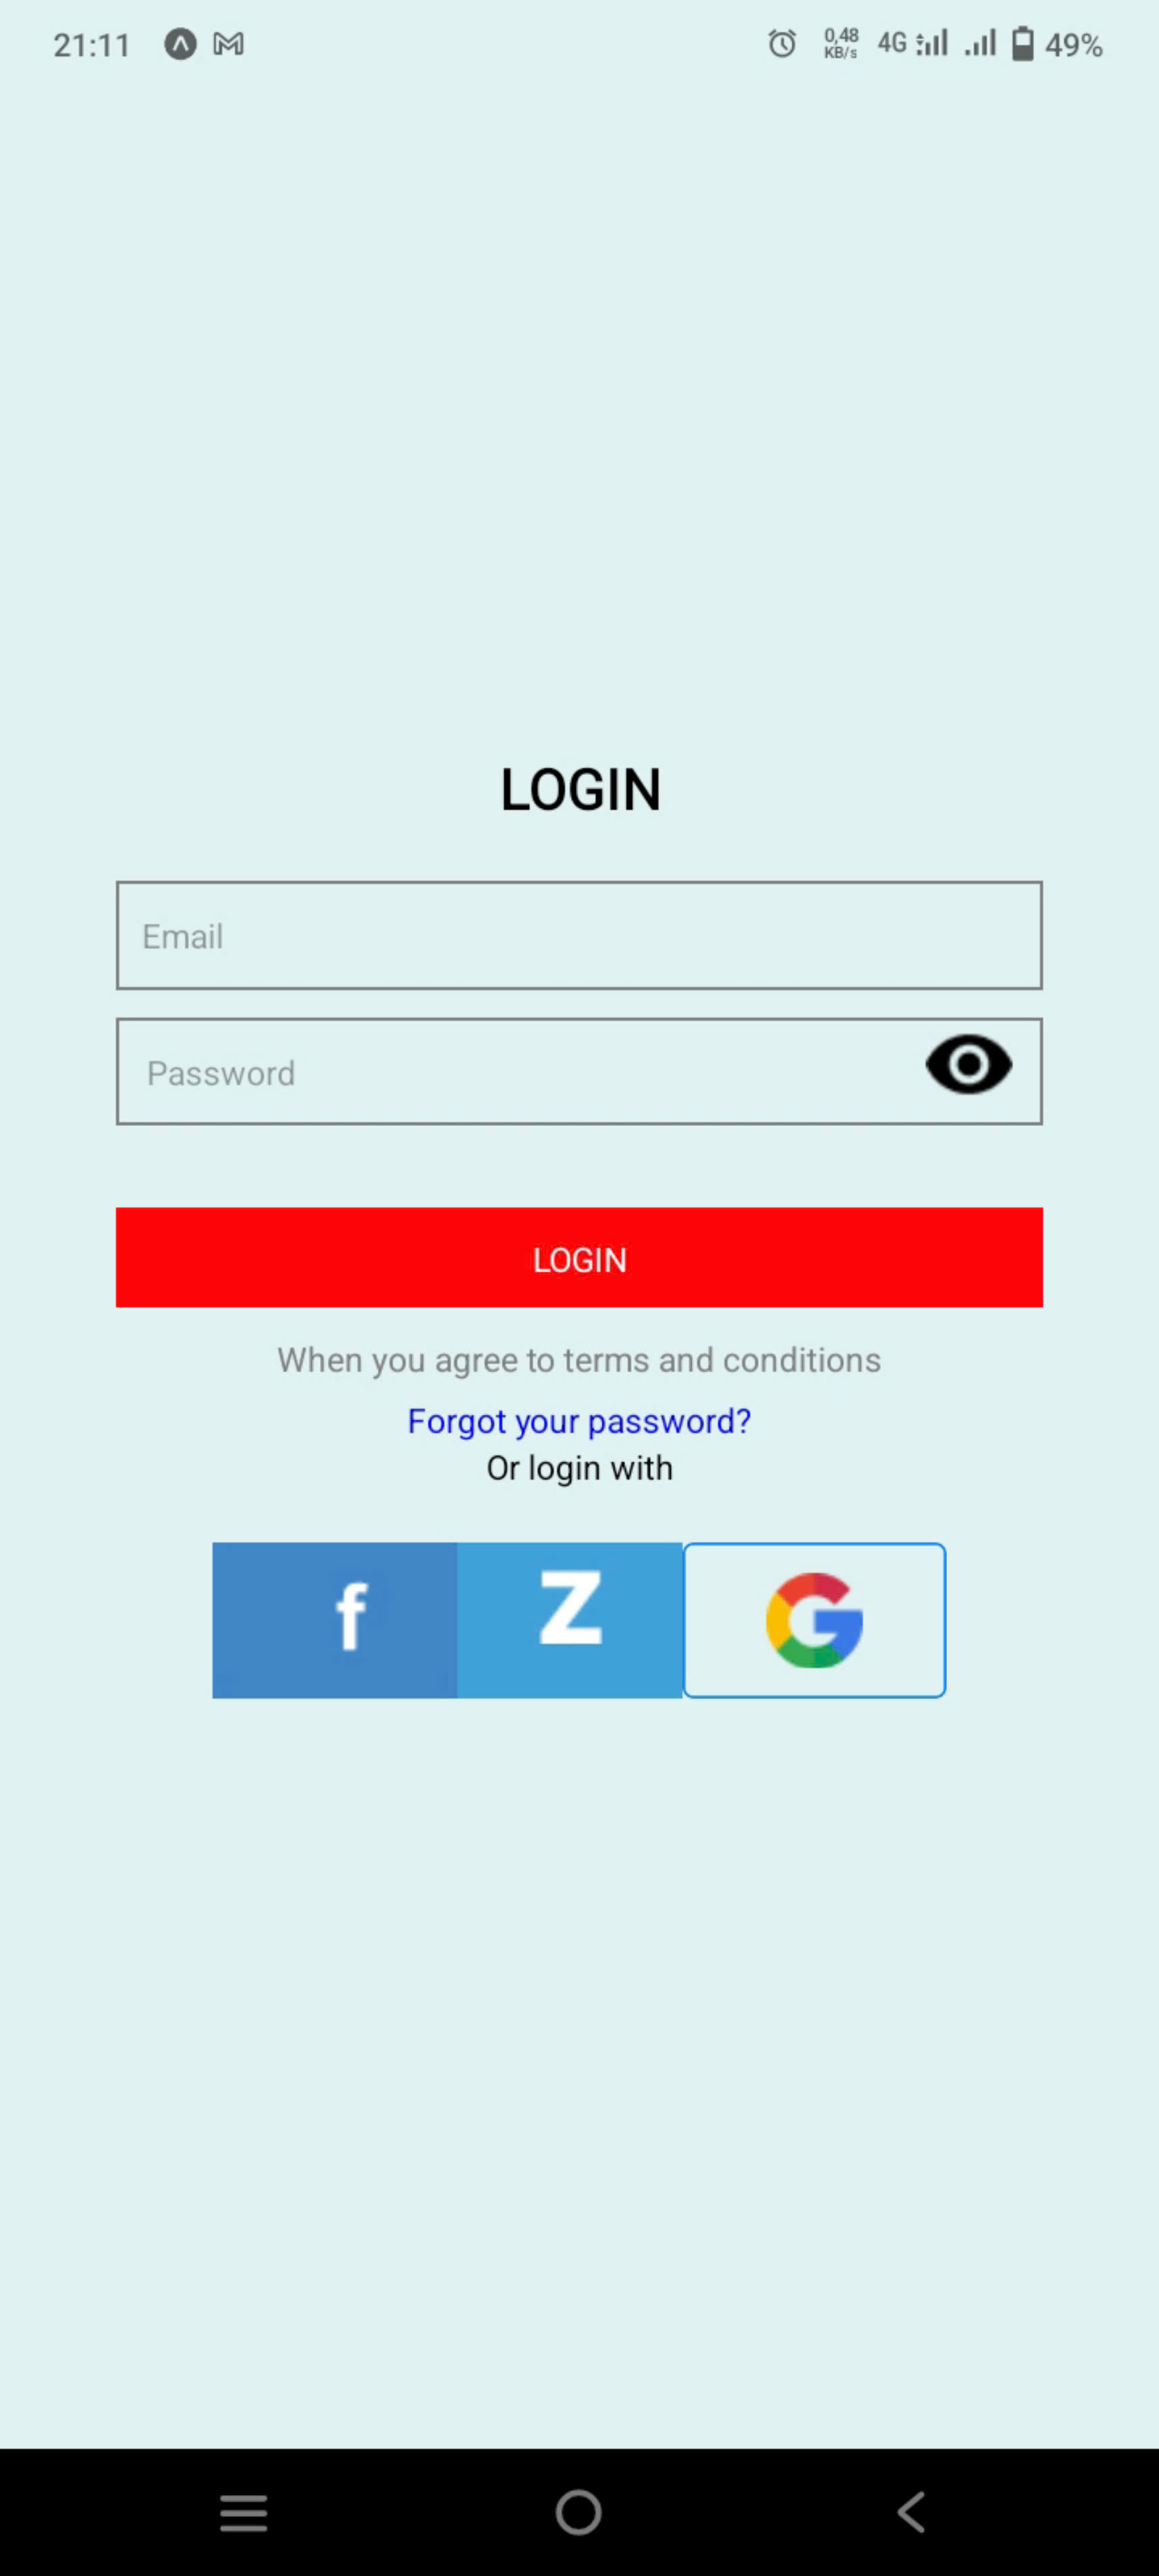 21:11 0,48 KB/s 4G 49%
LOGIN
Email
Password
LOGIN
When you agree to terms and conditions
Forgot your password?
Or login with
f Z G